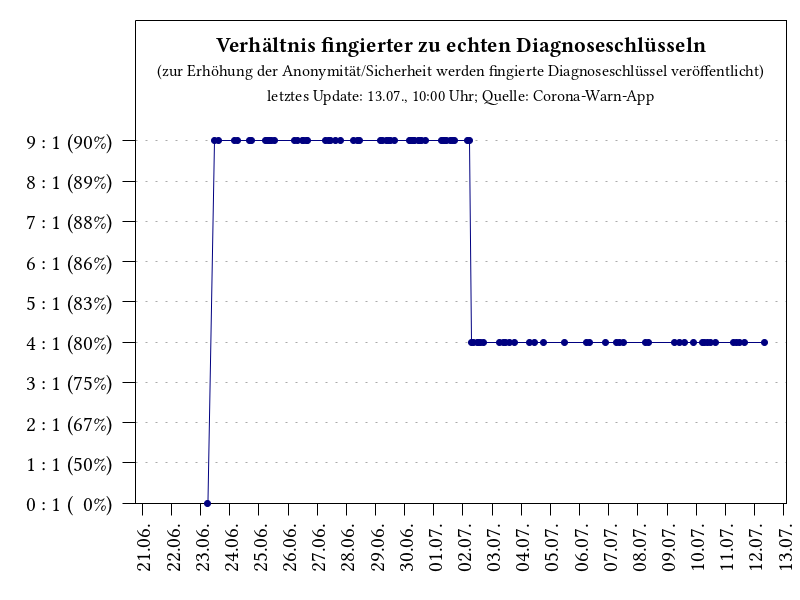 Verhältnis fingierter zu echten Diagnoseschlüsseln
(zur Erhöhung der Anonymität/Sicherheit werden fingierte Diagnoseschlüssel veröffentlicht)
letztes Update: 13.07., 10:00 Uhr; Quelle: Corona-Warn-App
9 : 1 (90%)
8 : 1 (89%)
7 : 1 (88%)
6 : 1 (86%)
5 : 1 (83%)
4 : 1 (80%)
3 : 1 (75%)
2 : 1 (67%)
1 : 1 (50%)
0 : 1 ( 0%)
21.06.
22.06.
23.06.
24.06.
25.06.
26.06.
27.06.
28.06.
29.06.
30.06.
01.07.
02.07.
03.07.
04.07.
05.07.
06.07.
07.07.
08.07.
09.07.
10.07.
11.07.
12.07.
13.07.